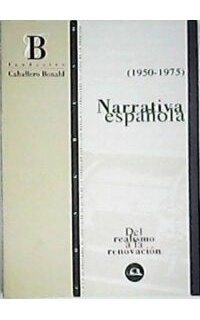 B
fundación
Caballero Bonald
(1950-1975)
Narrativa
española
Del
realismo
a la
renovación